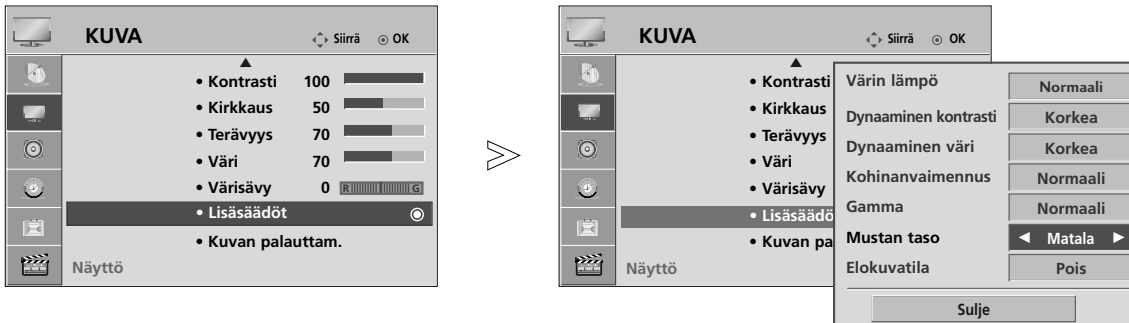 KUVA Siirrä OK
• Kontrasti 100
• Kirkkaus 50
• Terävyys 70
• Väri 70
• Värisävy 0 R G
• Lisäsäädöt
• Kuvan palauttam.
Näyttö
KUVA Siirrä OK
• Kontrasti
• Kirkkaus
• Terävyys
• Väri
• Värisävy
• Lisäsäädö
• Kuvan pa
Näyttö
Värin lämpö Normaali
Dynaaminen kontrasti Korkea
Dynaaminen väri Korkea
Kohinanvaimennus Normaali
Gamma Normaali
Mustan taso ◄ Matala ►
Elokuvatila Pois
Sulje